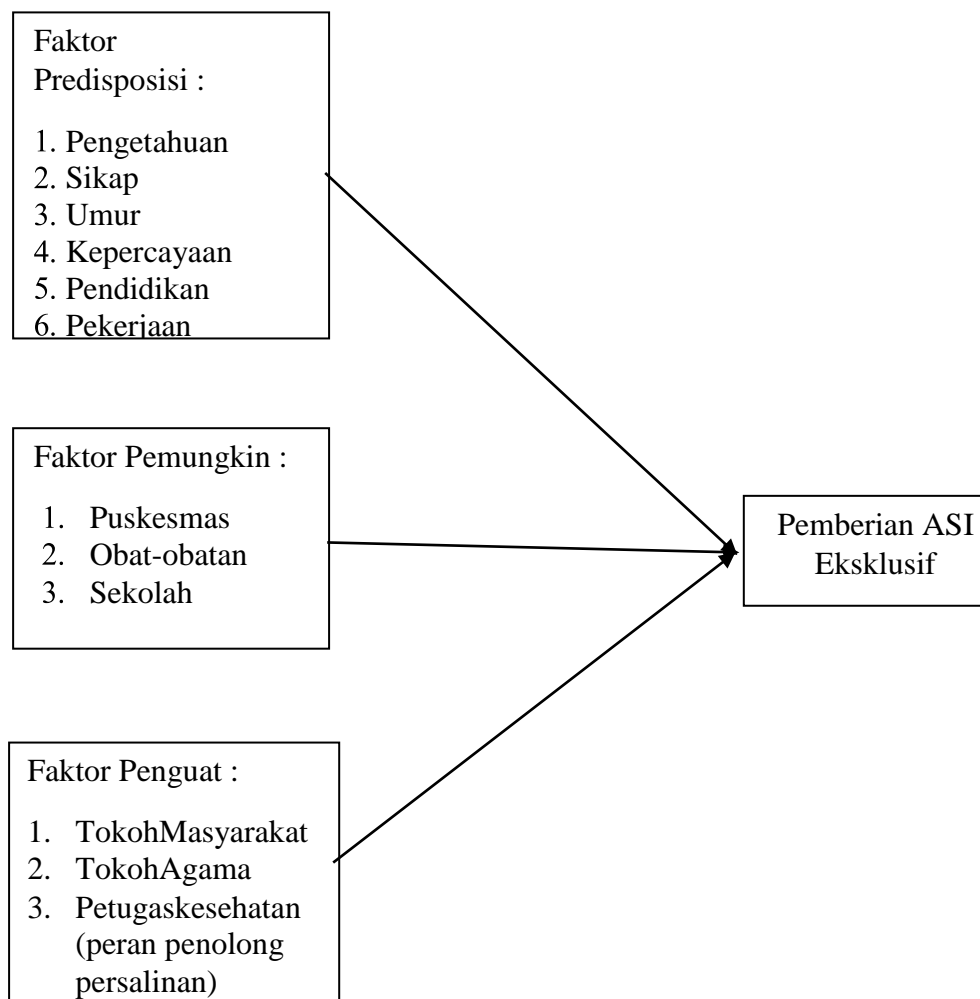 Faktor
Predisposisi :
1. Pengetahuan
2. Sikap
3. Umur
4. Kepercayaan
5. Pendidikan
6. Pekerjaan
Faktor Pemungkin :
1. Puskesmas
2. Obat-obatan
3. Sekolah
Pemberian ASI
Eksklusif
Faktor Penguat :
1. TokohMasyarakat
2. TokohAgama
3. Petugaskesehatan
(peran penolong
persalinan)